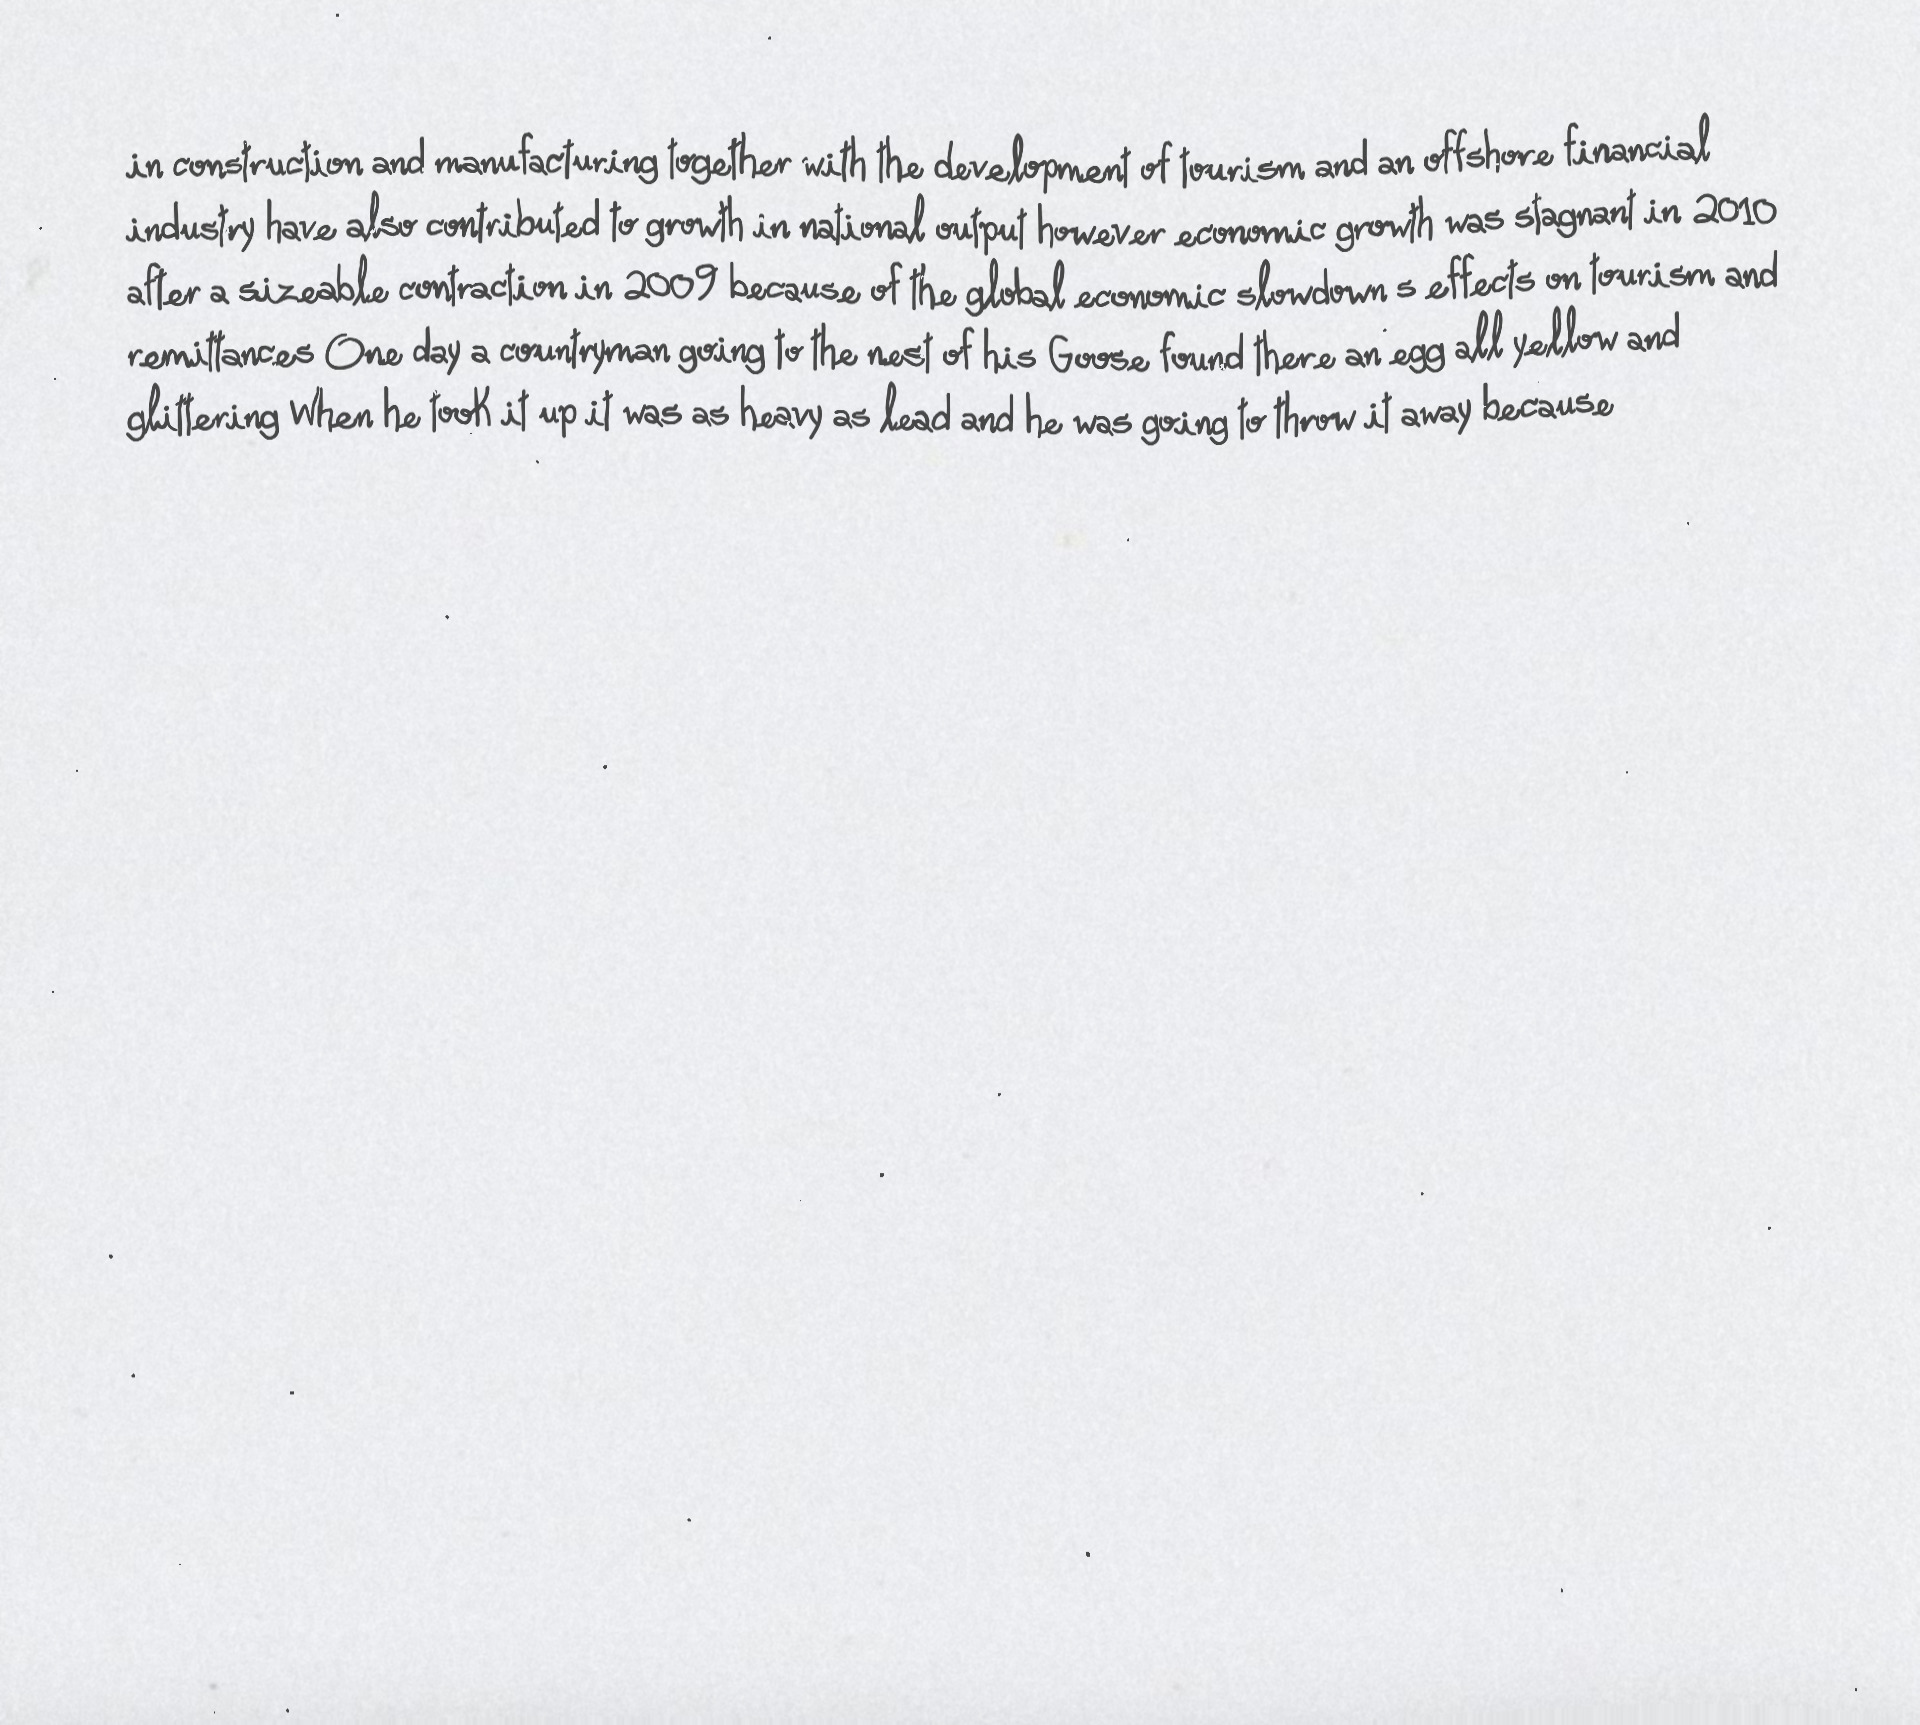 in construction and manufacturing together with the development of tourism and an offshore financial
industry have also contributed to growth in national output however economic growth was stagnant in 2010
after a sizeable contraction in 2009 because of the global economic slowdown s effects on tourism and
remittances One day a countryman going to the nest of his Goose found there an egg all yellow and
glittering When he took it up it was as heavy as lead and he was going to throw it away because